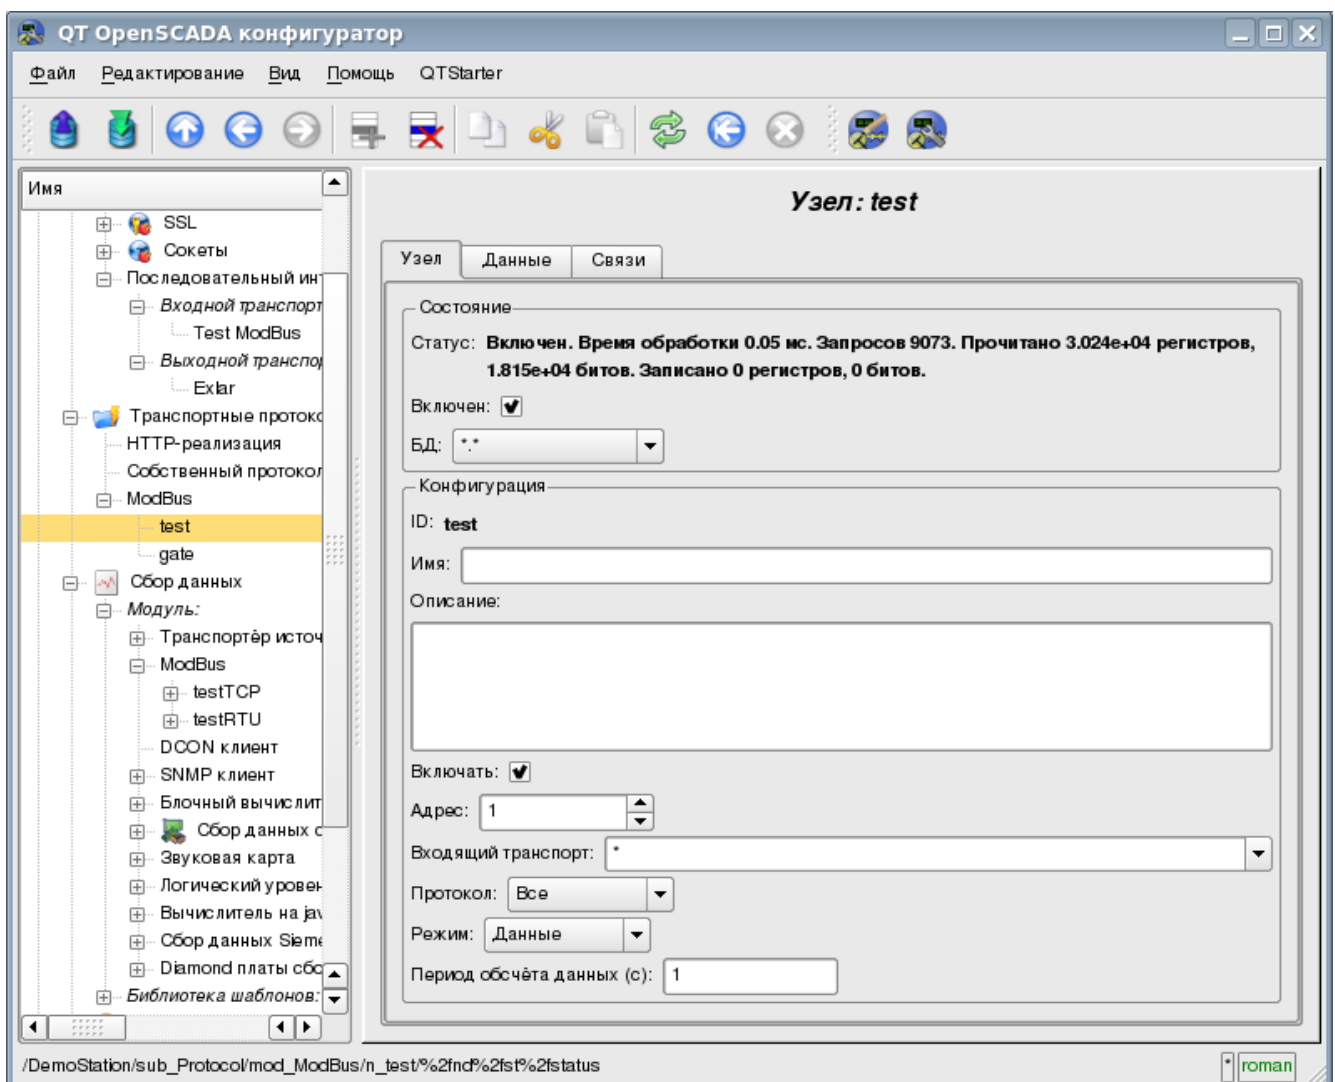 QT OpenSCADA конфигуратор
Файл Редактирование Вид Помощь QTStarter
Имя
SSL
Сокеты
Последовательный инт
Входной транспорт
Test ModBus
Выходной транспо
Exlar
Транспортные протоко
HTTP-реализация
Собственный протокол
ModBus
test
gate
Сбор данных
Модуль:
Транспортёр источ
ModBus
testTCP
testRTU
DCON клиент
SNMP клиент
Блочный вычислит
Сбор данных с
Звуковая карта
Логический уровен
Вычислитель на jav
Сбор данных Sieme
Diamond платы сбо
Библиотека шаблонов:
Узел: test
Узел Данные Связи
Состояние
Статус: Включен. Время обработки 0.05 мс. Запросов 9073. Прочитано 3.024e+04 регистров,
1.815e+04 битов. Записано 0 регистров, 0 битов.
Включен:
БД: *.*
Конфигурация
ID: test
Имя:
Описание:
Включать:
Адрес: 1
Входящий транспорт: *
Протокол: Все
Режим: Данные
Период обсчёта данных (с): 1
/DemoStation/sub_Protocol/mod_ModBus/n_test/%2fnd%2fst%2fstatus
* roman